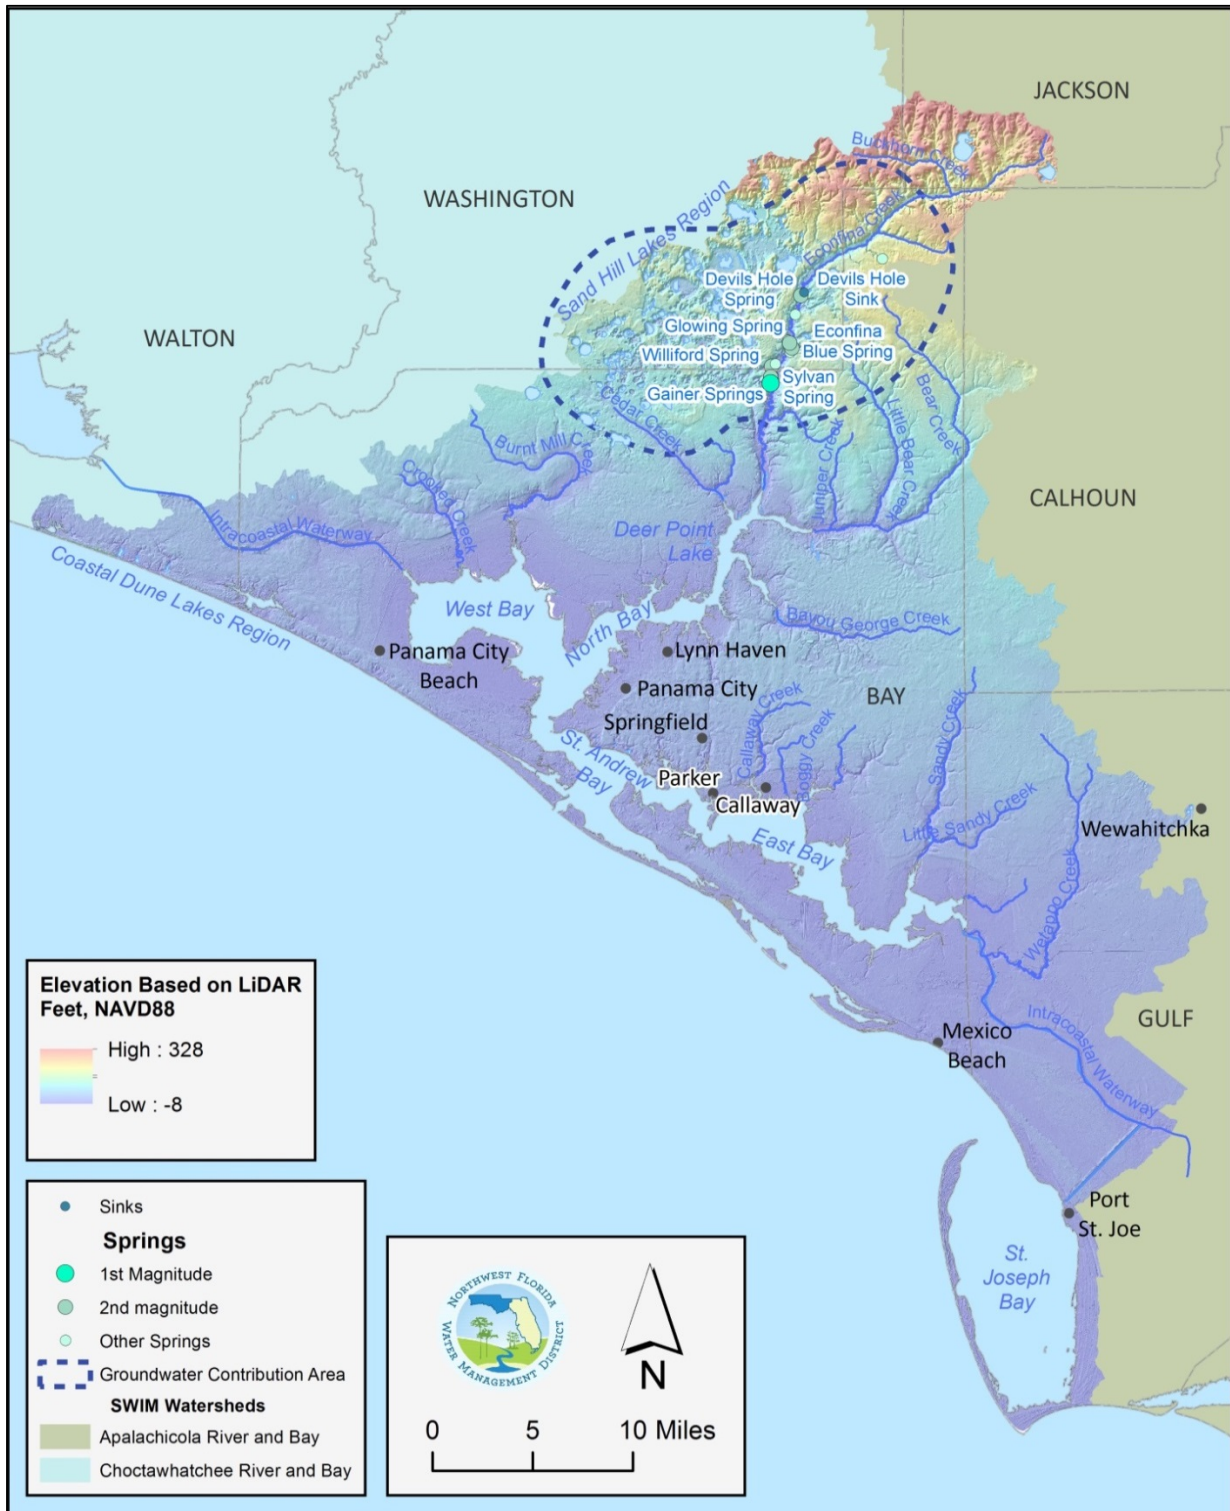 JACKSON
Buckhorn Creek
WASHINGTON
Sand Hill Lakes Region
Econfina Creek
Devils Hole
Spring
Devils Hole
Sink
Glowing Spring
Econfina
Blue Spring
WALTON
Williford Spring
Sylvan
Spring
Gainer Springs
Cedar Creek
Bear Creek
Little Bear Creek
Juniper Creek
Burnt Mill Creek
Crooked Creek
CALHOUN
Intracoastal Waterway
Deer Point
Lake
Coastal Dune Lakes Region
West Bay
North Bay
Bayou George Creek
Panama City
Beach
Lynn Haven
Panama City
BAY
Springfield
Callaway Creek
Boggy Creek
Sandy Creek
St. Andrew
Bay
Parker
Callaway
Little Sandy Creek
Wewahitchka
East Bay
Wetappo Creek
GULF
Mexico
Beach
Intracoastal Waterway
Port
St. Joe
St.
Joseph
Bay
Elevation Based on LiDAR
Feet, NAVD88
High : 328
Low : -8
Sinks
Springs
1st Magnitude
2nd magnitude
Other Springs
Groundwater Contribution Area
SWIM Watersheds
Apalachicola River and Bay
Choctawhatchee River and Bay
NORTHWEST FLORIDA
WATER MANAGEMENT DISTRICT
N
0 5 10 Miles